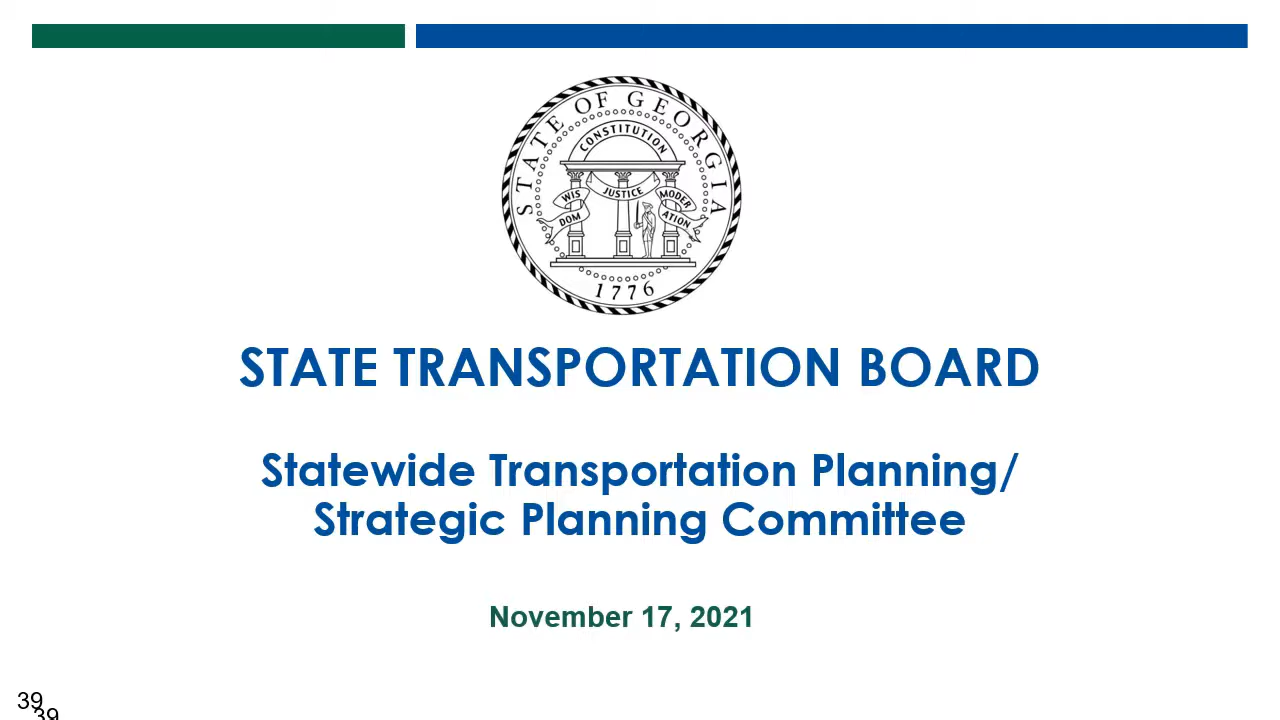 STATE OF GEORGIA
CONSTITUTION
WIS
DOM
JUSTICE
MODER
ATION
1776
STATE TRANSPORTATION BOARD
Statewide Transportation Planning/
Strategic Planning Committee
November 17, 2021
39
39